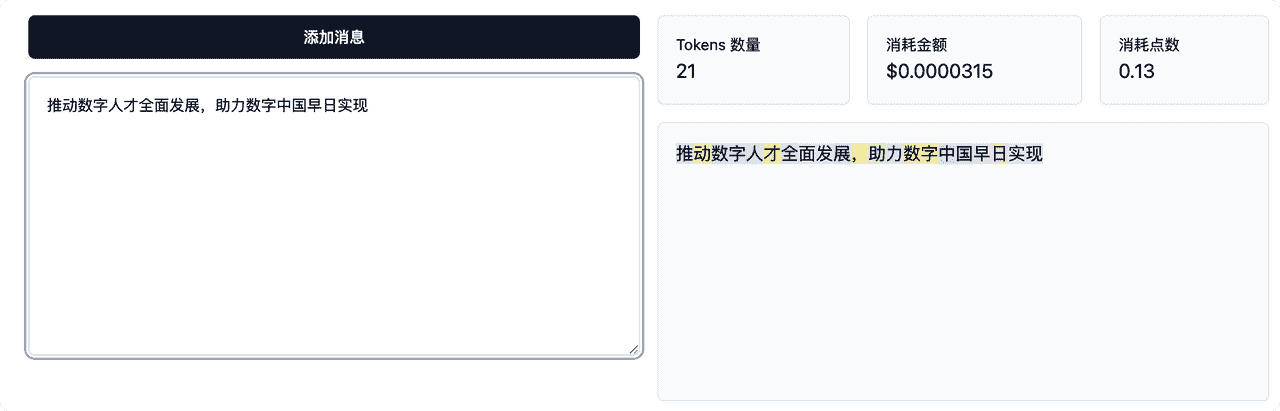 添加消息
推动数字人才全面发展，助力数字中国早日实现
Tokens 数量
21
消耗金额
$0.0000315
消耗点数
0.13
推动数字人才全面发展，助力数字中国早日实现